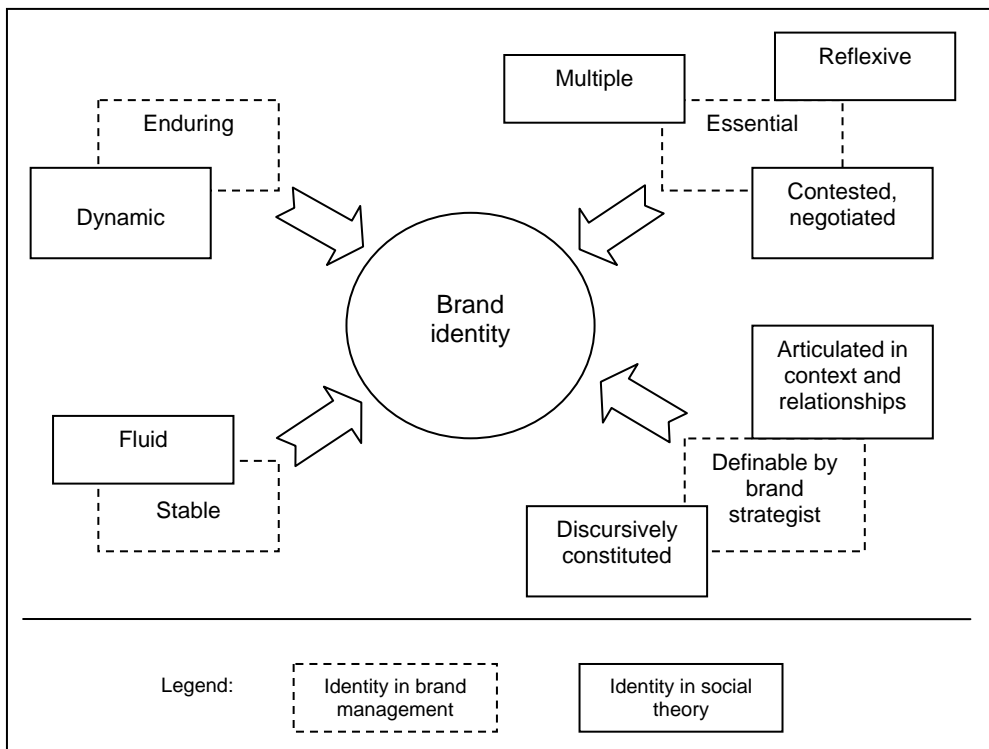 Enduring
Dynamic
Multiple
Reflexive
Essential
Contested,
negotiated
Brand
identity
Fluid
Stable
Articulated in
context and
relationships
Definable by
brand
strategist
Discursively
constituted
Legend:
Identity in brand
management
Identity in social
theory